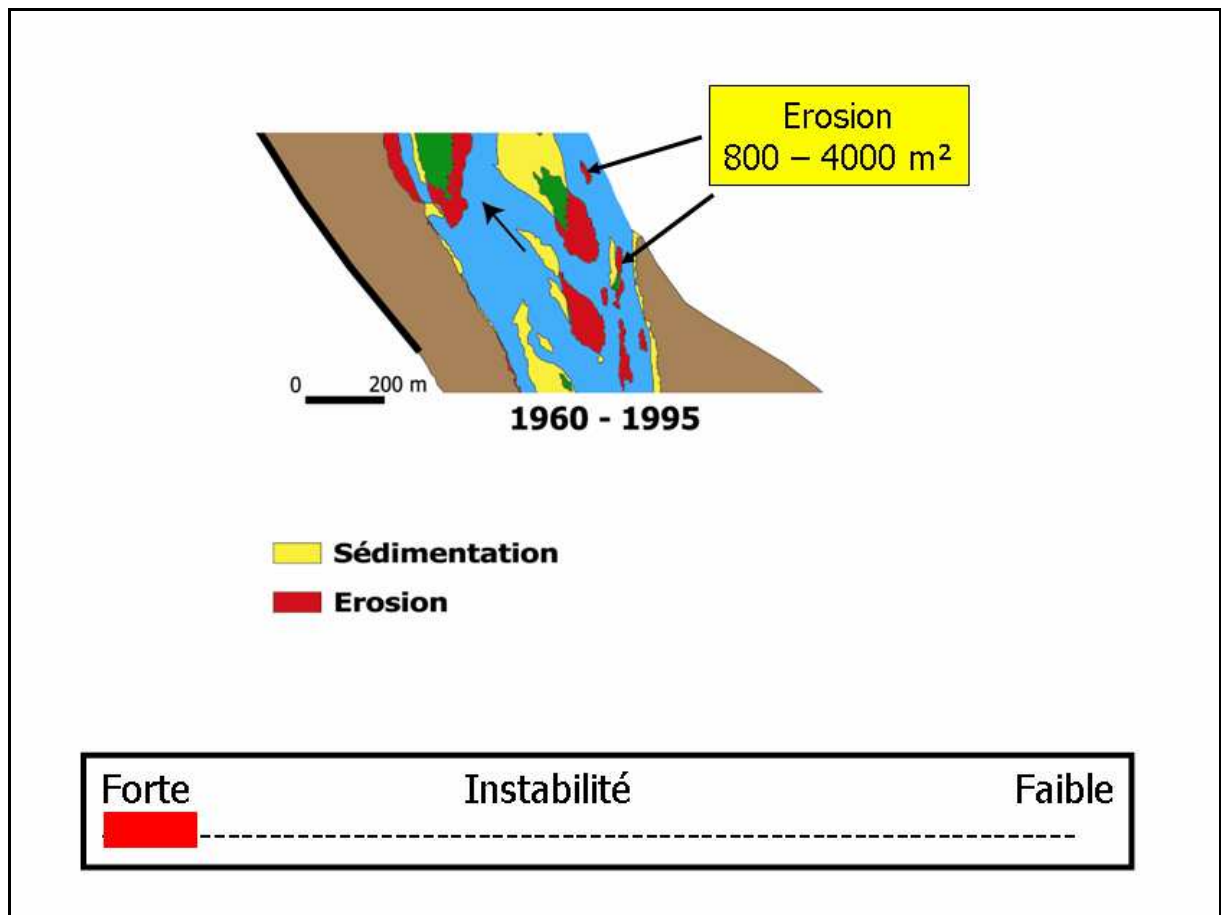 Erosion
800 – 4000 m²
0 200 m
1960 - 1995
Sédimentation
Erosion
Forte Instabilité Faible